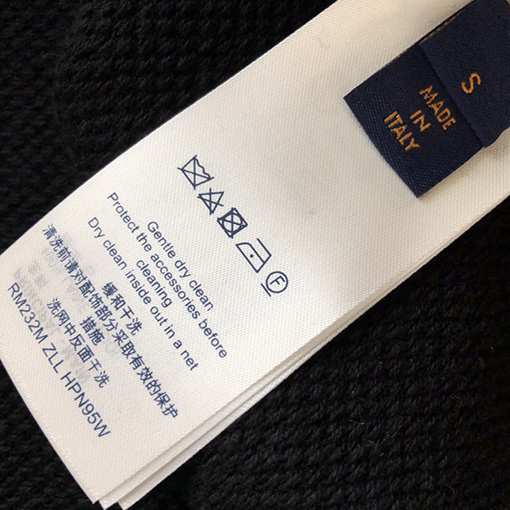 S
MADE
IN
ITALY
Gentle dry clean
Protect the accessories before
cleaning
Dry clean inside out in a net
缓和干洗
清洗前请对配饰部分采取有效的保护
措施
洗网中反面干洗
RM232M ZLL HPN95W
F